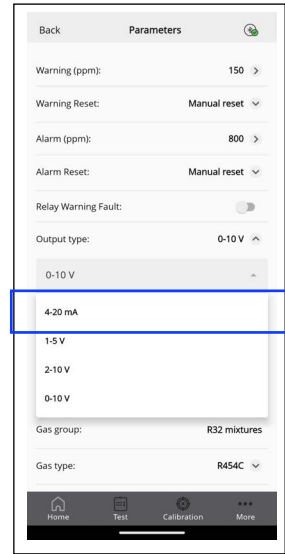 Back Parameters
Warning (ppm): 150
Warning Reset: Manual reset
Alarm (ppm): 800
Alarm Reset: Manual reset
Relay Warning Fault:
Output type: 0-10 V
0-10 V
4-20 mA
1-5 V
2-10 V
0-10 V
Gas group: R32 mixtures
Gas type: R454C
Home Test Calibration More